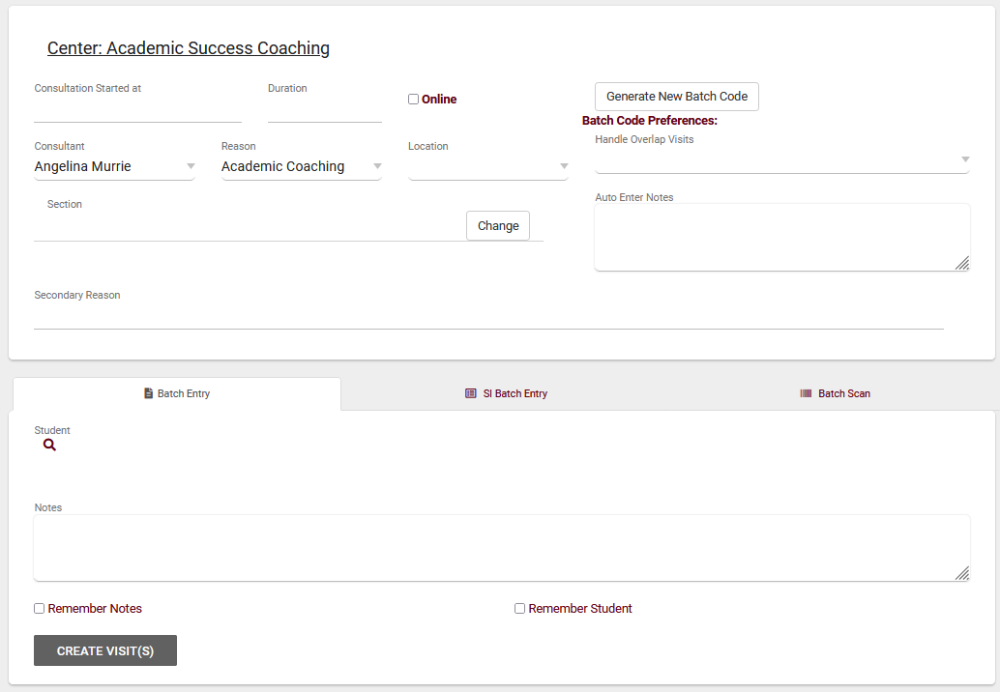 Center: Academic Success Coaching
Consultation Started at
Duration
Online
Generate New Batch Code
Batch Code Preferences:
Handle Overlap Visits
Consultant
Reason
Location
Angelina Murrie
Academic Coaching
Auto Enter Notes
Section
Change
Secondary Reason
Batch Entry
SI Batch Entry
Batch Scan
Student
Notes
Remember Notes
Remember Student
CREATE VISIT(S)